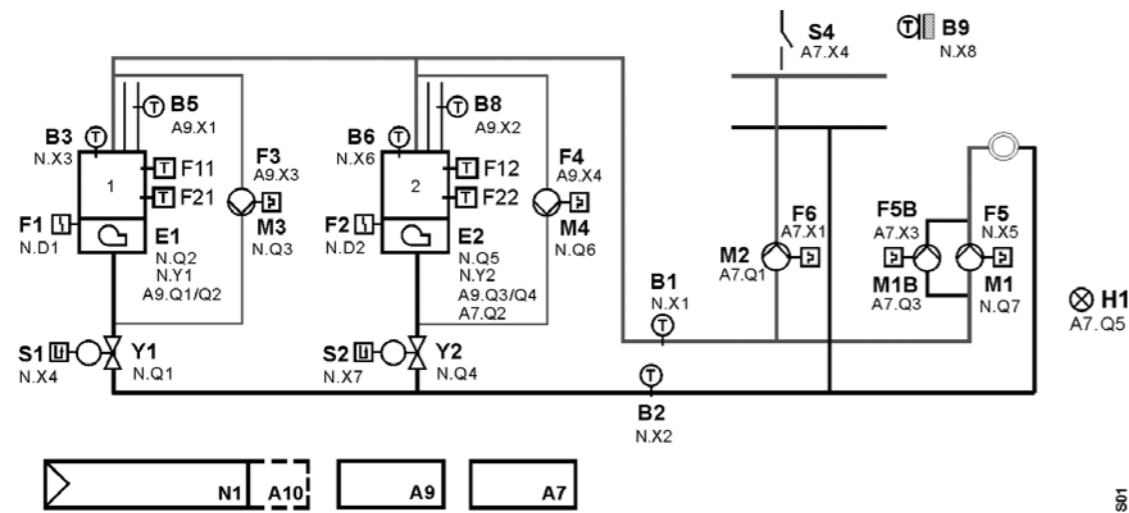 S4
A7.X4
T
B9
N.X8
T
B5
A9.X1
T
B8
A9.X2
B3
N.X3
T
1
T
F11
T
F21
F3
A9.X3
M3
N.Q3
B6
N.X6
T
2
T
F12
T
F22
F4
A9.X4
M4
N.Q6
F1
N.D1
E1
N.Q2
N.Y1
A9.Q1/Q2
F2
N.D2
E2
N.Q5
N.Y2
A9.Q3/Q4
A7.Q2
F6
A7.X1
M2
A7.Q1
F5B
A7.X3
F5
N.X5
M1B
A7.Q3
M1
N.Q7
B1
N.X1
T
H1
A7.Q5
S1
N.X4
Y1
N.Q1
S2
N.X7
Y2
N.Q4
T
B2
N.X2
N1
A10
A9
A7
S01